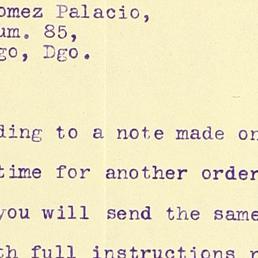 omez Palacio,
um. 85,
go, Dgo.
ding to a note made on
time for another order
you will send the same
th full instructions r